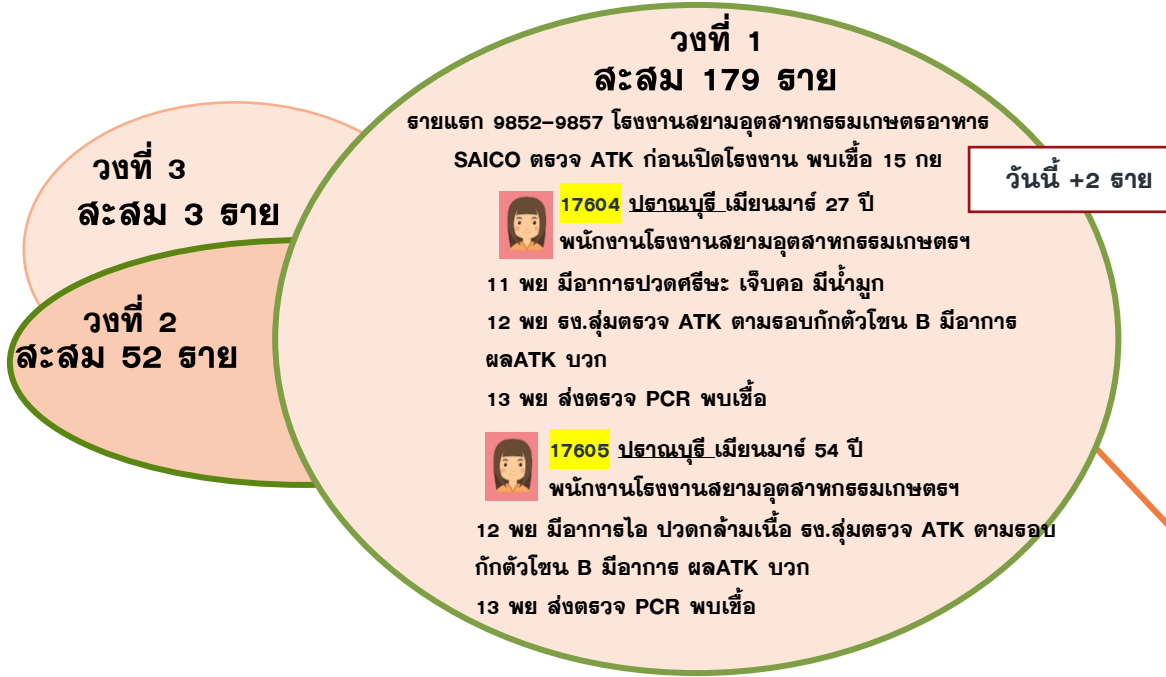 วงที่ 1
สะสม 179 ราย
รายแรก 9852-9857 โรงงานสยามอุตสาหกรรมเกษตรอาหาร
SAICO ตรวจ ATK ก่อนเปิดโรงงาน พบเชื้อ 15 กย
วันนี้ +2 ราย
17604 ปราณบุรี เมียนมาร์ 27 ปี
พนักงานโรงงานสยามอุตสาหกรรมเกษตรฯ
11 พย มีอาการปวดศรีษะ เจ็บคอ มีน้ำมูก
12 พย รง.สุ่มตรวจ ATK ตามรอบกักตัวโซน B มีอาการ
ผลATK บวก
13 พย ส่งตรวจ PCR พบเชื้อ
17605 ปราณบุรี เมียนมาร์ 54 ปี
พนักงานโรงงานสยามอุตสาหกรรมเกษตรฯ
12 พย มีอาการไอ ปวดกล้ามเนื้อ รง.สุ่มตรวจ ATK ตามรอบ
กักตัวโซน B มีอาการ ผลATK บวก
13 พย ส่งตรวจ PCR พบเชื้อ
วงที่ 3
สะสม 3 ราย
วงที่ 2
สะสม 52 ราย